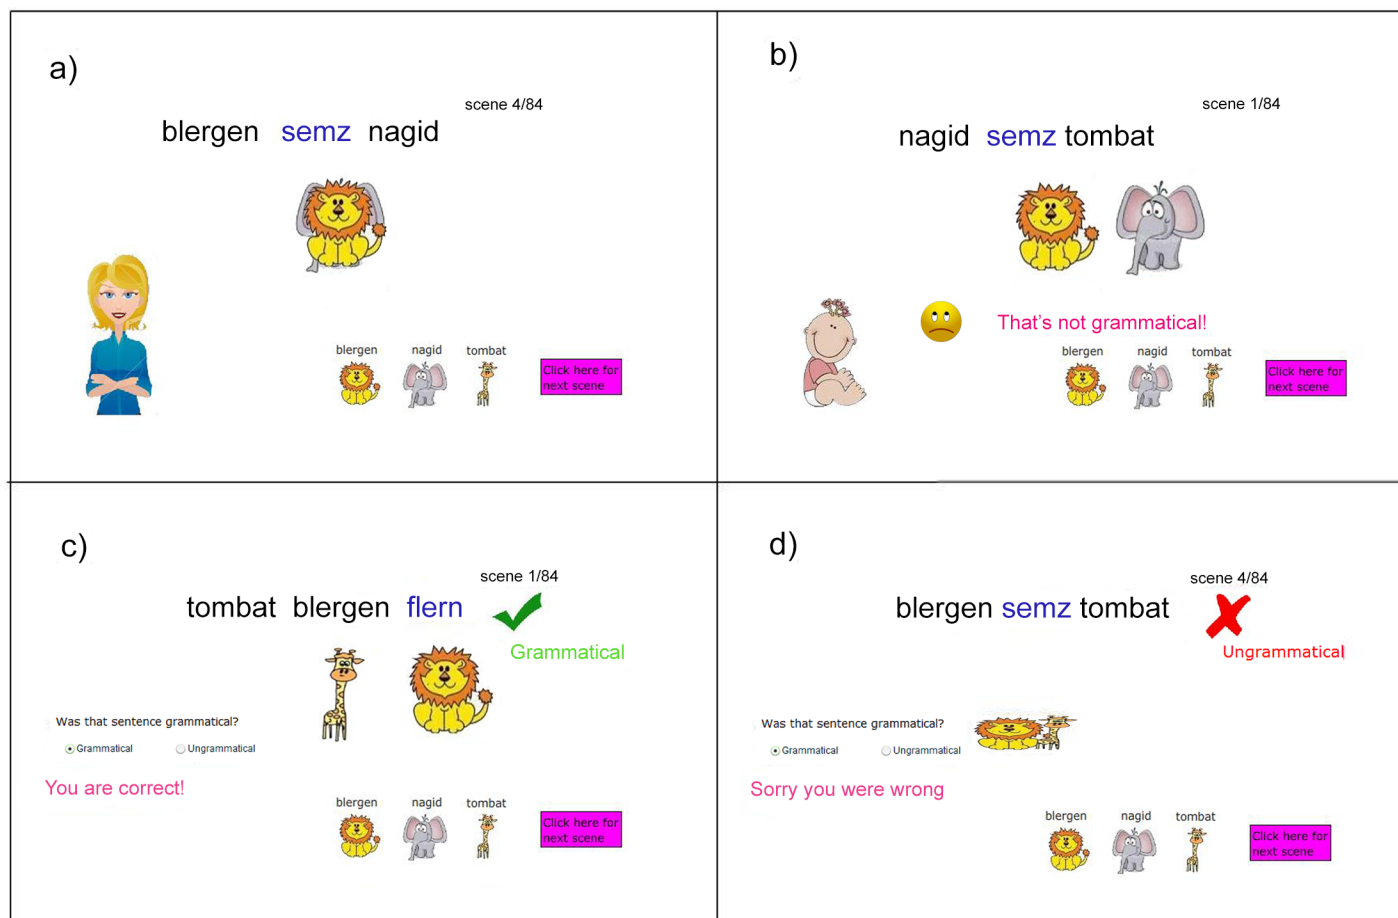 a)
scene 4/84
blergen semz nagid
blergen nagid tombat
Click here for
next scene
b)
scene 1/84
nagid semz tombat
That's not grammatical!
blergen nagid tombat
Click here for
next scene
c)
scene 1/84
tombat blergen flern
Grammatical
Was that sentence grammatical?
Grammatical Ungrammatical
You are correct!
blergen nagid tombat
Click here for
next scene
d)
scene 4/84
blergen semz tombat
Ungrammatical
Was that sentence grammatical?
Grammatical Ungrammatical
Sorry you were wrong
blergen nagid tombat
Click here for
next scene